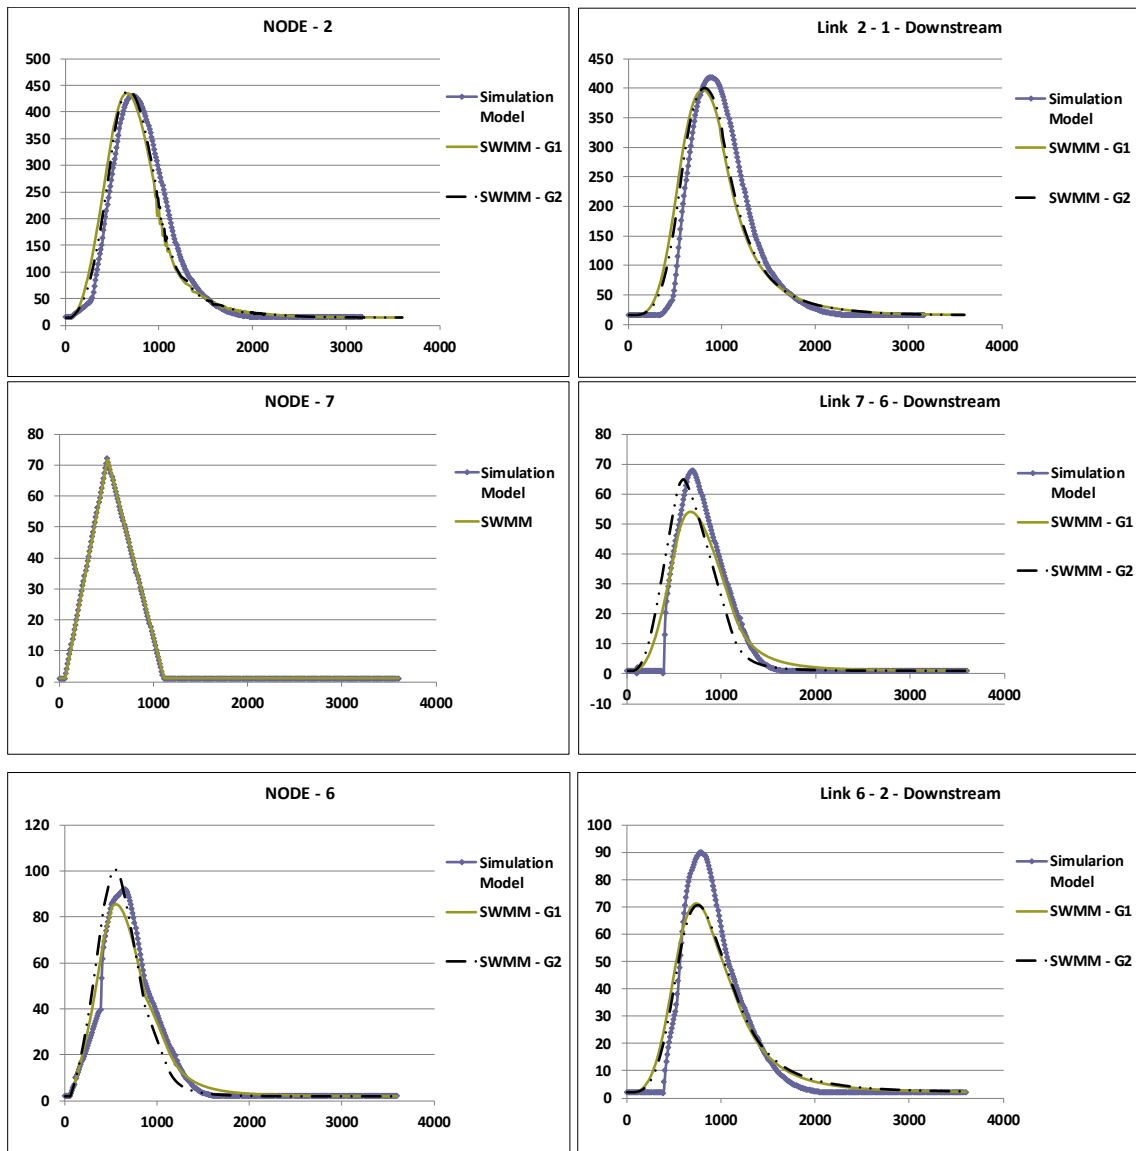 NODE - 2
500
450
400
350
300
250
200
150
100
50
0
0 1000 2000 3000 4000
Simulation
Model
SWMM - G1
SWMM - G2
Link 2 - 1 - Downstream
450
400
350
300
250
200
150
100
50
0
0 1000 2000 3000 4000
Simulation
Model
SWMM - G1
SWMM - G2
NODE - 7
80
70
60
50
40
30
20
10
0
0 1000 2000 3000 4000
Simulation
Model
SWMM
Link 7 - 6 - Downstream
80
70
60
50
40
30
20
10
0
-10
0 1000 2000 3000 4000
Simulation
Model
SWMM - G1
SWMM - G2
NODE - 6
120
100
80
60
40
20
0
0 1000 2000 3000 4000
Simulation
Model
SWMM - G1
SWMM - G2
Link 6 - 2 - Downstream
100
90
80
70
60
50
40
30
20
10
0
0 1000 2000 3000 4000
Simularion
Model
SWMM - G1
SWMM - G2